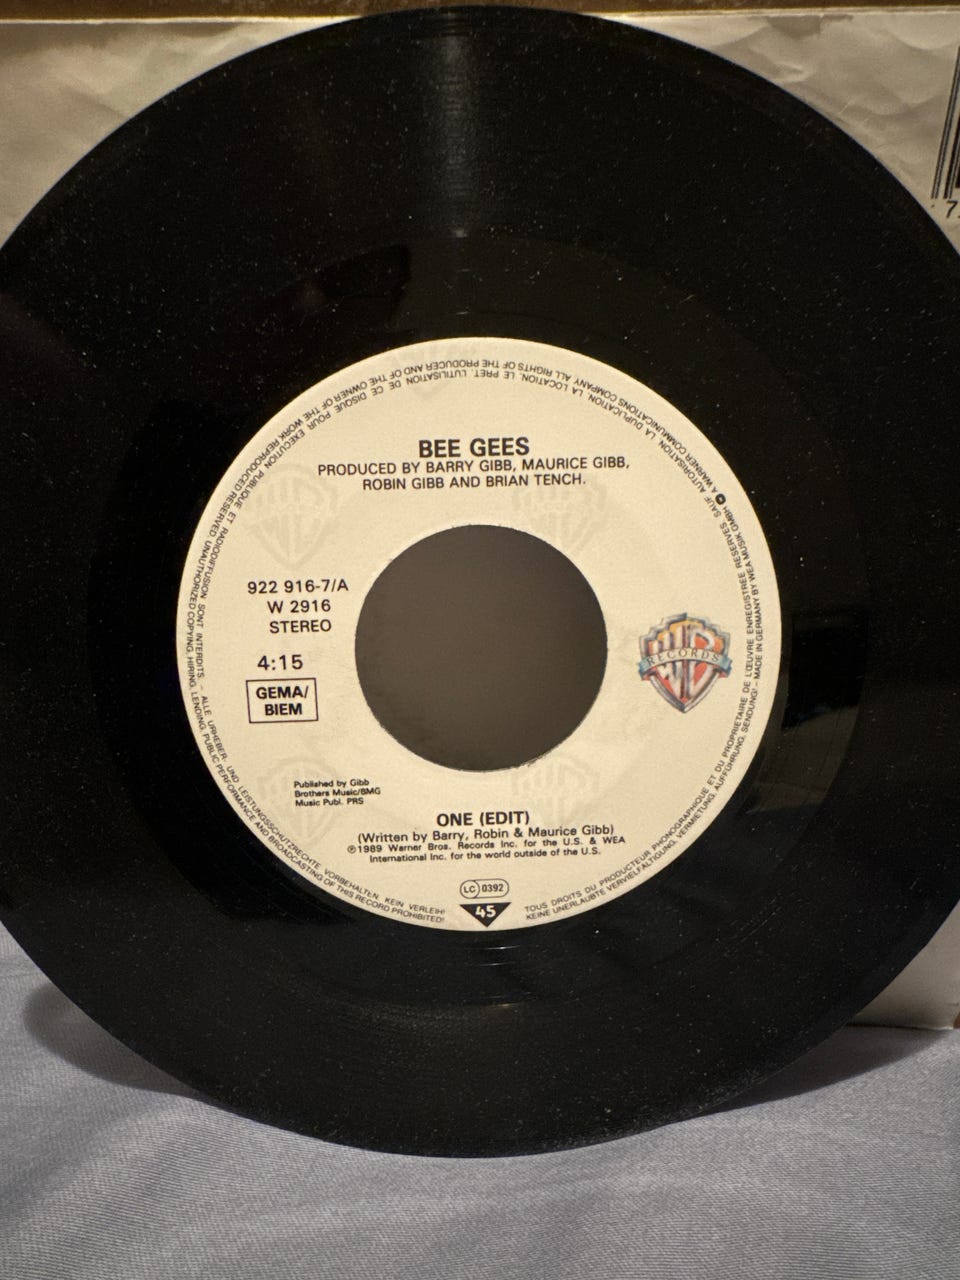 BEE GEES
PRODUCED BY BARRY GIBB, MAURICE GIBB,
ROBIN GIBB AND BRIAN TENCH.
922 916-7/A
W 2916
STEREO
4:15
GEMA/
BIEM
RECORDS
Published by Gibb
Brothers Music/BMG
Music Publ. PRS
ONE (EDIT)
(Written by Barry, Robin & Maurice Gibb)
℗1989 Warner Bros. Records Inc. for the U.S. & WEA
International Inc. for the world outside of the U.S.
LC 0392
45
TOUS DROITS DU PRODUCTEUR PHONOGRAPHIQUE ET DU PROPRIETAIRE DE L'ŒUVRE ENREGISTREE RESERVES. SAUF AUTORISATION, LA DUPLICATION, LA LOCATION, LE PRET, L'UTILISATION DE CE DISQUE POUR EXECUTION PUBLIQUE ET RADIODIFFUSION SONT INTERDITS. – ALLE URHEBER- UND LEISTUNGSSCHUTZRECHTE VORBEHALTEN. KEIN VERLEIH!
KEINE UNERLAUBTE VERVIELFÄLTIGUNG, VERMIETUNG, AUFFÜHRUNG, SENDUNG! – MADE IN GERMANY BY WEA MUSIK GMBH A WARNER COMMUNICATIONS COMPANY. ALL RIGHTS OF THE PRODUCER AND OF THE OWNER OF THE WORK REPRODUCED RESERVED. UNAUTHORIZED COPYING, HIRING, LENDING, PUBLIC PERFORMANCE AND BROADCASTING OF THIS RECORD PROHIBITED!
7